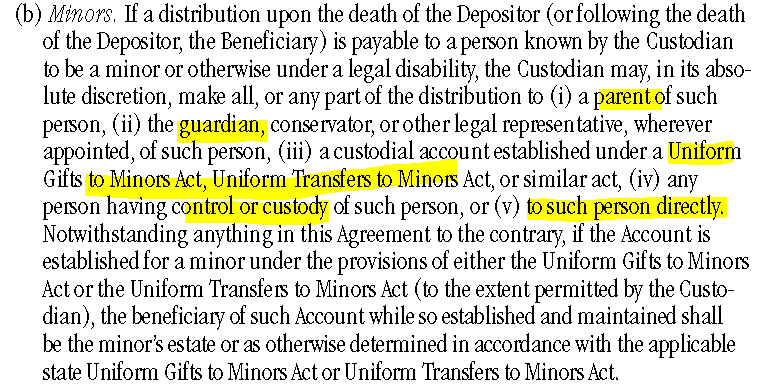 (b) Minors. If a distribution upon the death of the Depositor (or following the death
of the Depositor, the Beneficiary) is payable to a person known by the Custodian
to be a minor or otherwise under a legal disability, the Custodian may, in its abso-
lute discretion, make all, or any part of the distribution to (i) a parent of such
person, (ii) the guardian, conservator, or other legal representative, wherever
appointed, of such person, (iii) a custodial account established under a Uniform
Gifts to Minors Act, Uniform Transfers to Minors Act, or similar act, (iv) any
person having control or custody of such person, or (v) to such person directly.
Notwithstanding anything in this Agreement to the contrary, if the Account is
established for a minor under the provisions of either the Uniform Gifts to Minors
Act or the Uniform Transfers to Minors Act (to the extent permitted by the Custo-
dian), the beneficiary of such Account while so established and maintained shall
be the minor's estate or as otherwise determined in accordance with the applicable
state Uniform Gifts to Minors Act or Uniform Transfers to Minors Act.